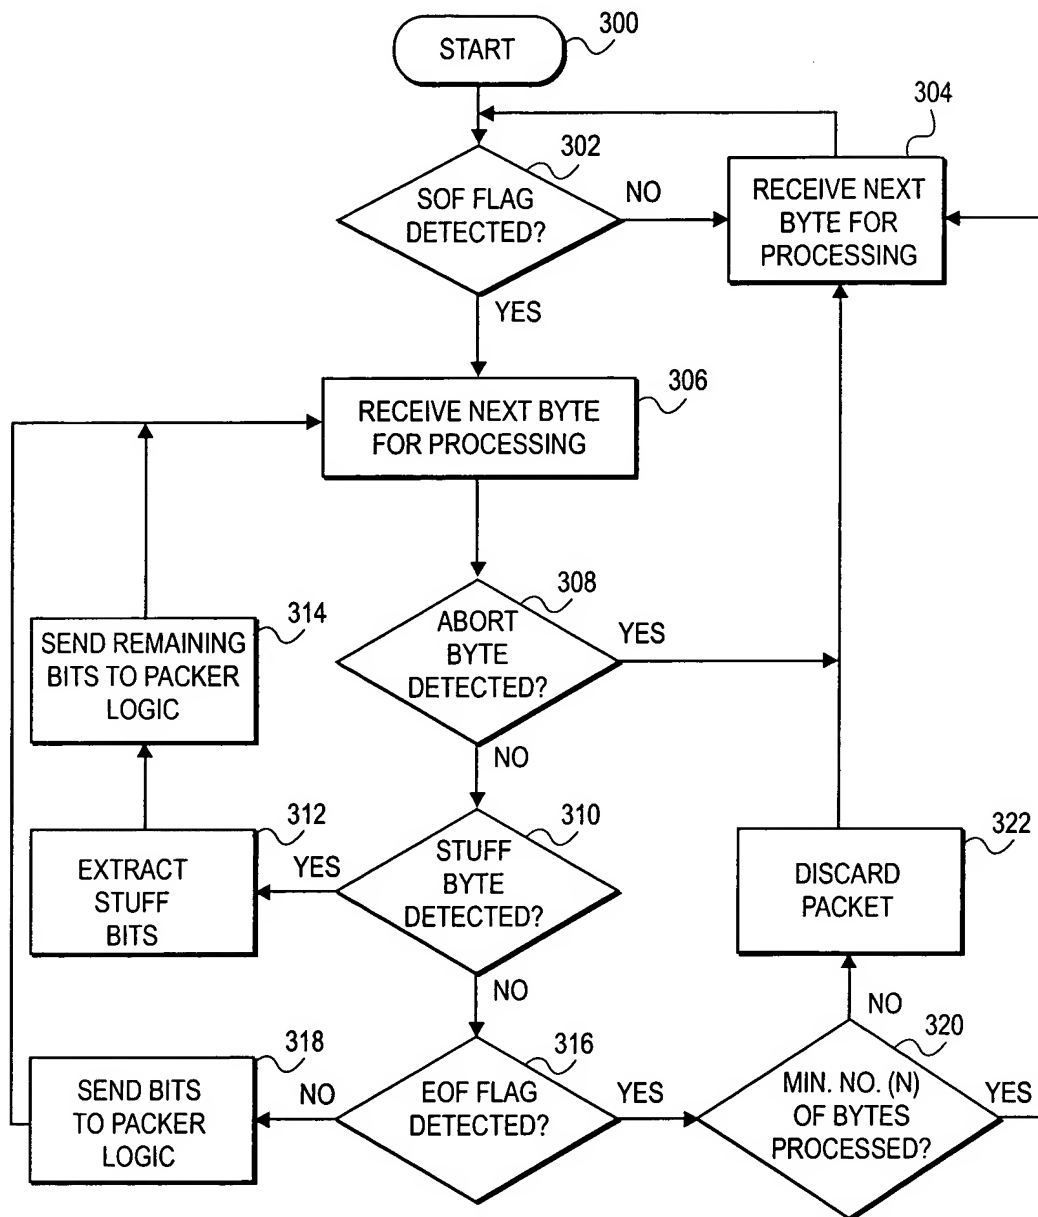 START
300
302
304
SOF FLAG
DETECTED?
NO
YES
RECEIVE NEXT
BYTE FOR
PROCESSING
306
RECEIVE NEXT BYTE
FOR PROCESSING
308
ABORT
BYTE
DETECTED?
YES
NO
314
SEND REMAINING
BITS TO PACKER
LOGIC
312
EXTRACT
STUFF
BITS
310
STUFF
BYTE
DETECTED?
YES
NO
322
DISCARD
PACKET
NO
318
SEND BITS
TO PACKER
LOGIC
316
EOF FLAG
DETECTED?
NO
YES
320
MIN. NO. (N)
OF BYTES
PROCESSED?
YES